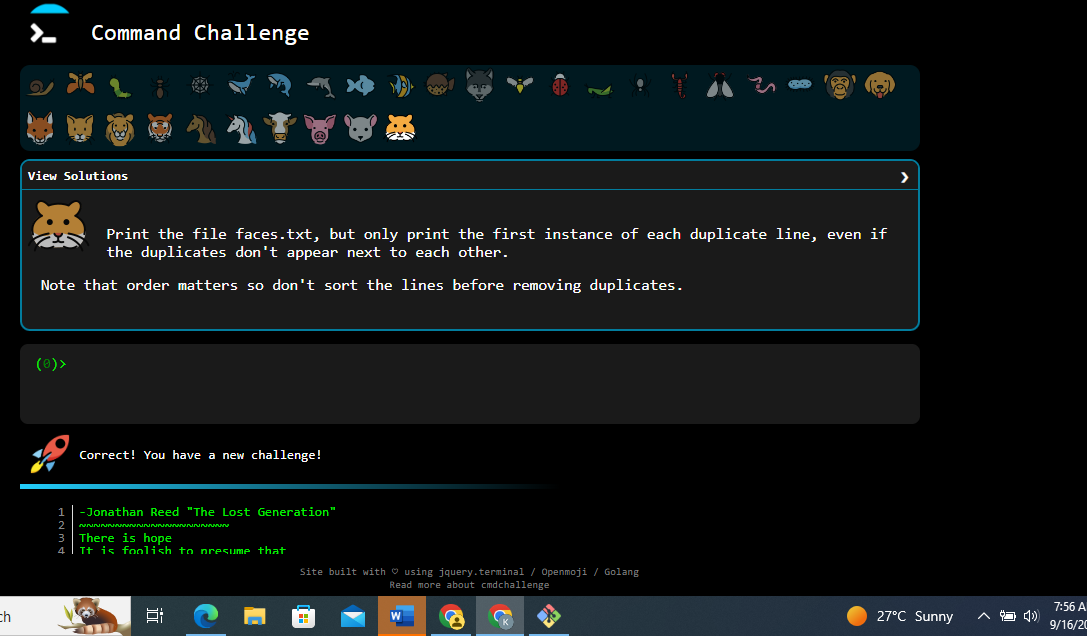 Command Challenge
View Solutions
Print the file faces.txt, but only print the first instance of each duplicate line, even if
the duplicates don't appear next to each other.
Note that order matters so don't sort the lines before removing duplicates.
(0)>
Correct! You have a new challenge!
1 -Jonathan Reed "The Lost Generation"
2 ~~~~~~~~~~~~~~~~~~~~~
3 There is hope
4 It is foolish to presume that
Site built with ♡ using jquery.terminal / Openmoji / Golang
Read more about cmdchallenge
ch
27°C Sunny
7:56 A
9/16/20